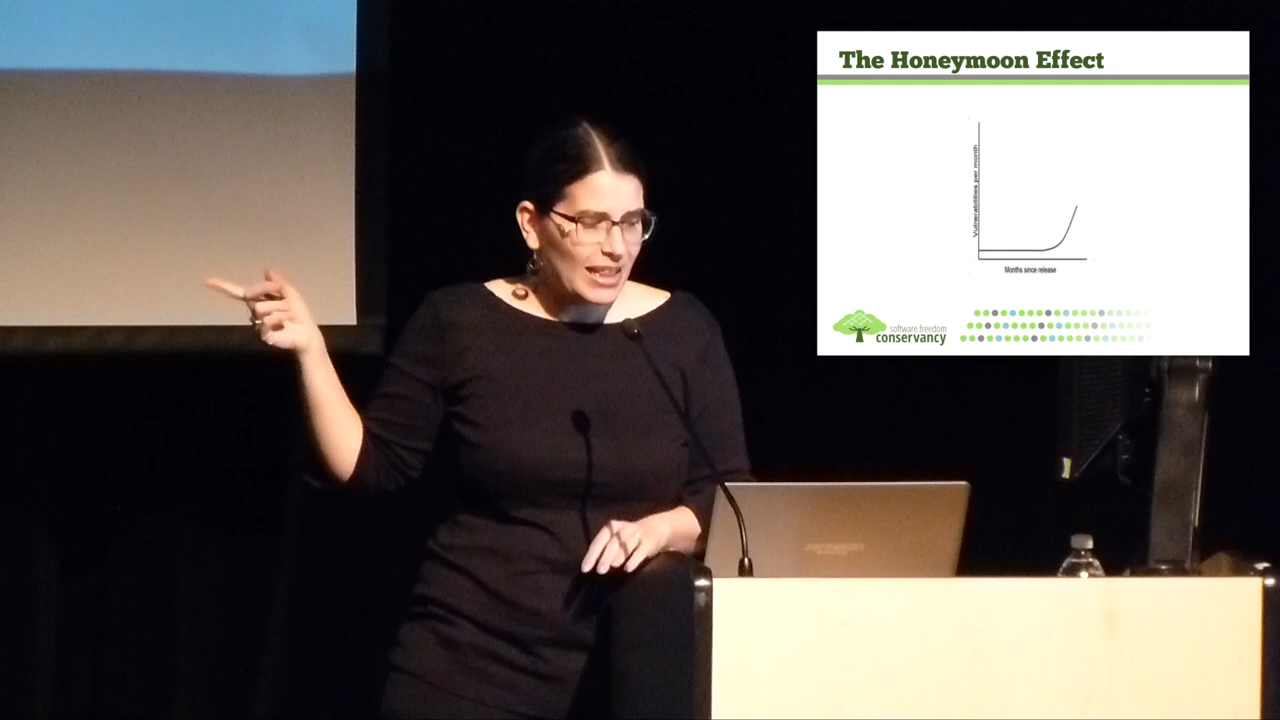 The Honeymoon Effect
Vulnerabilities per month
Months since release
software freedom
conservancy